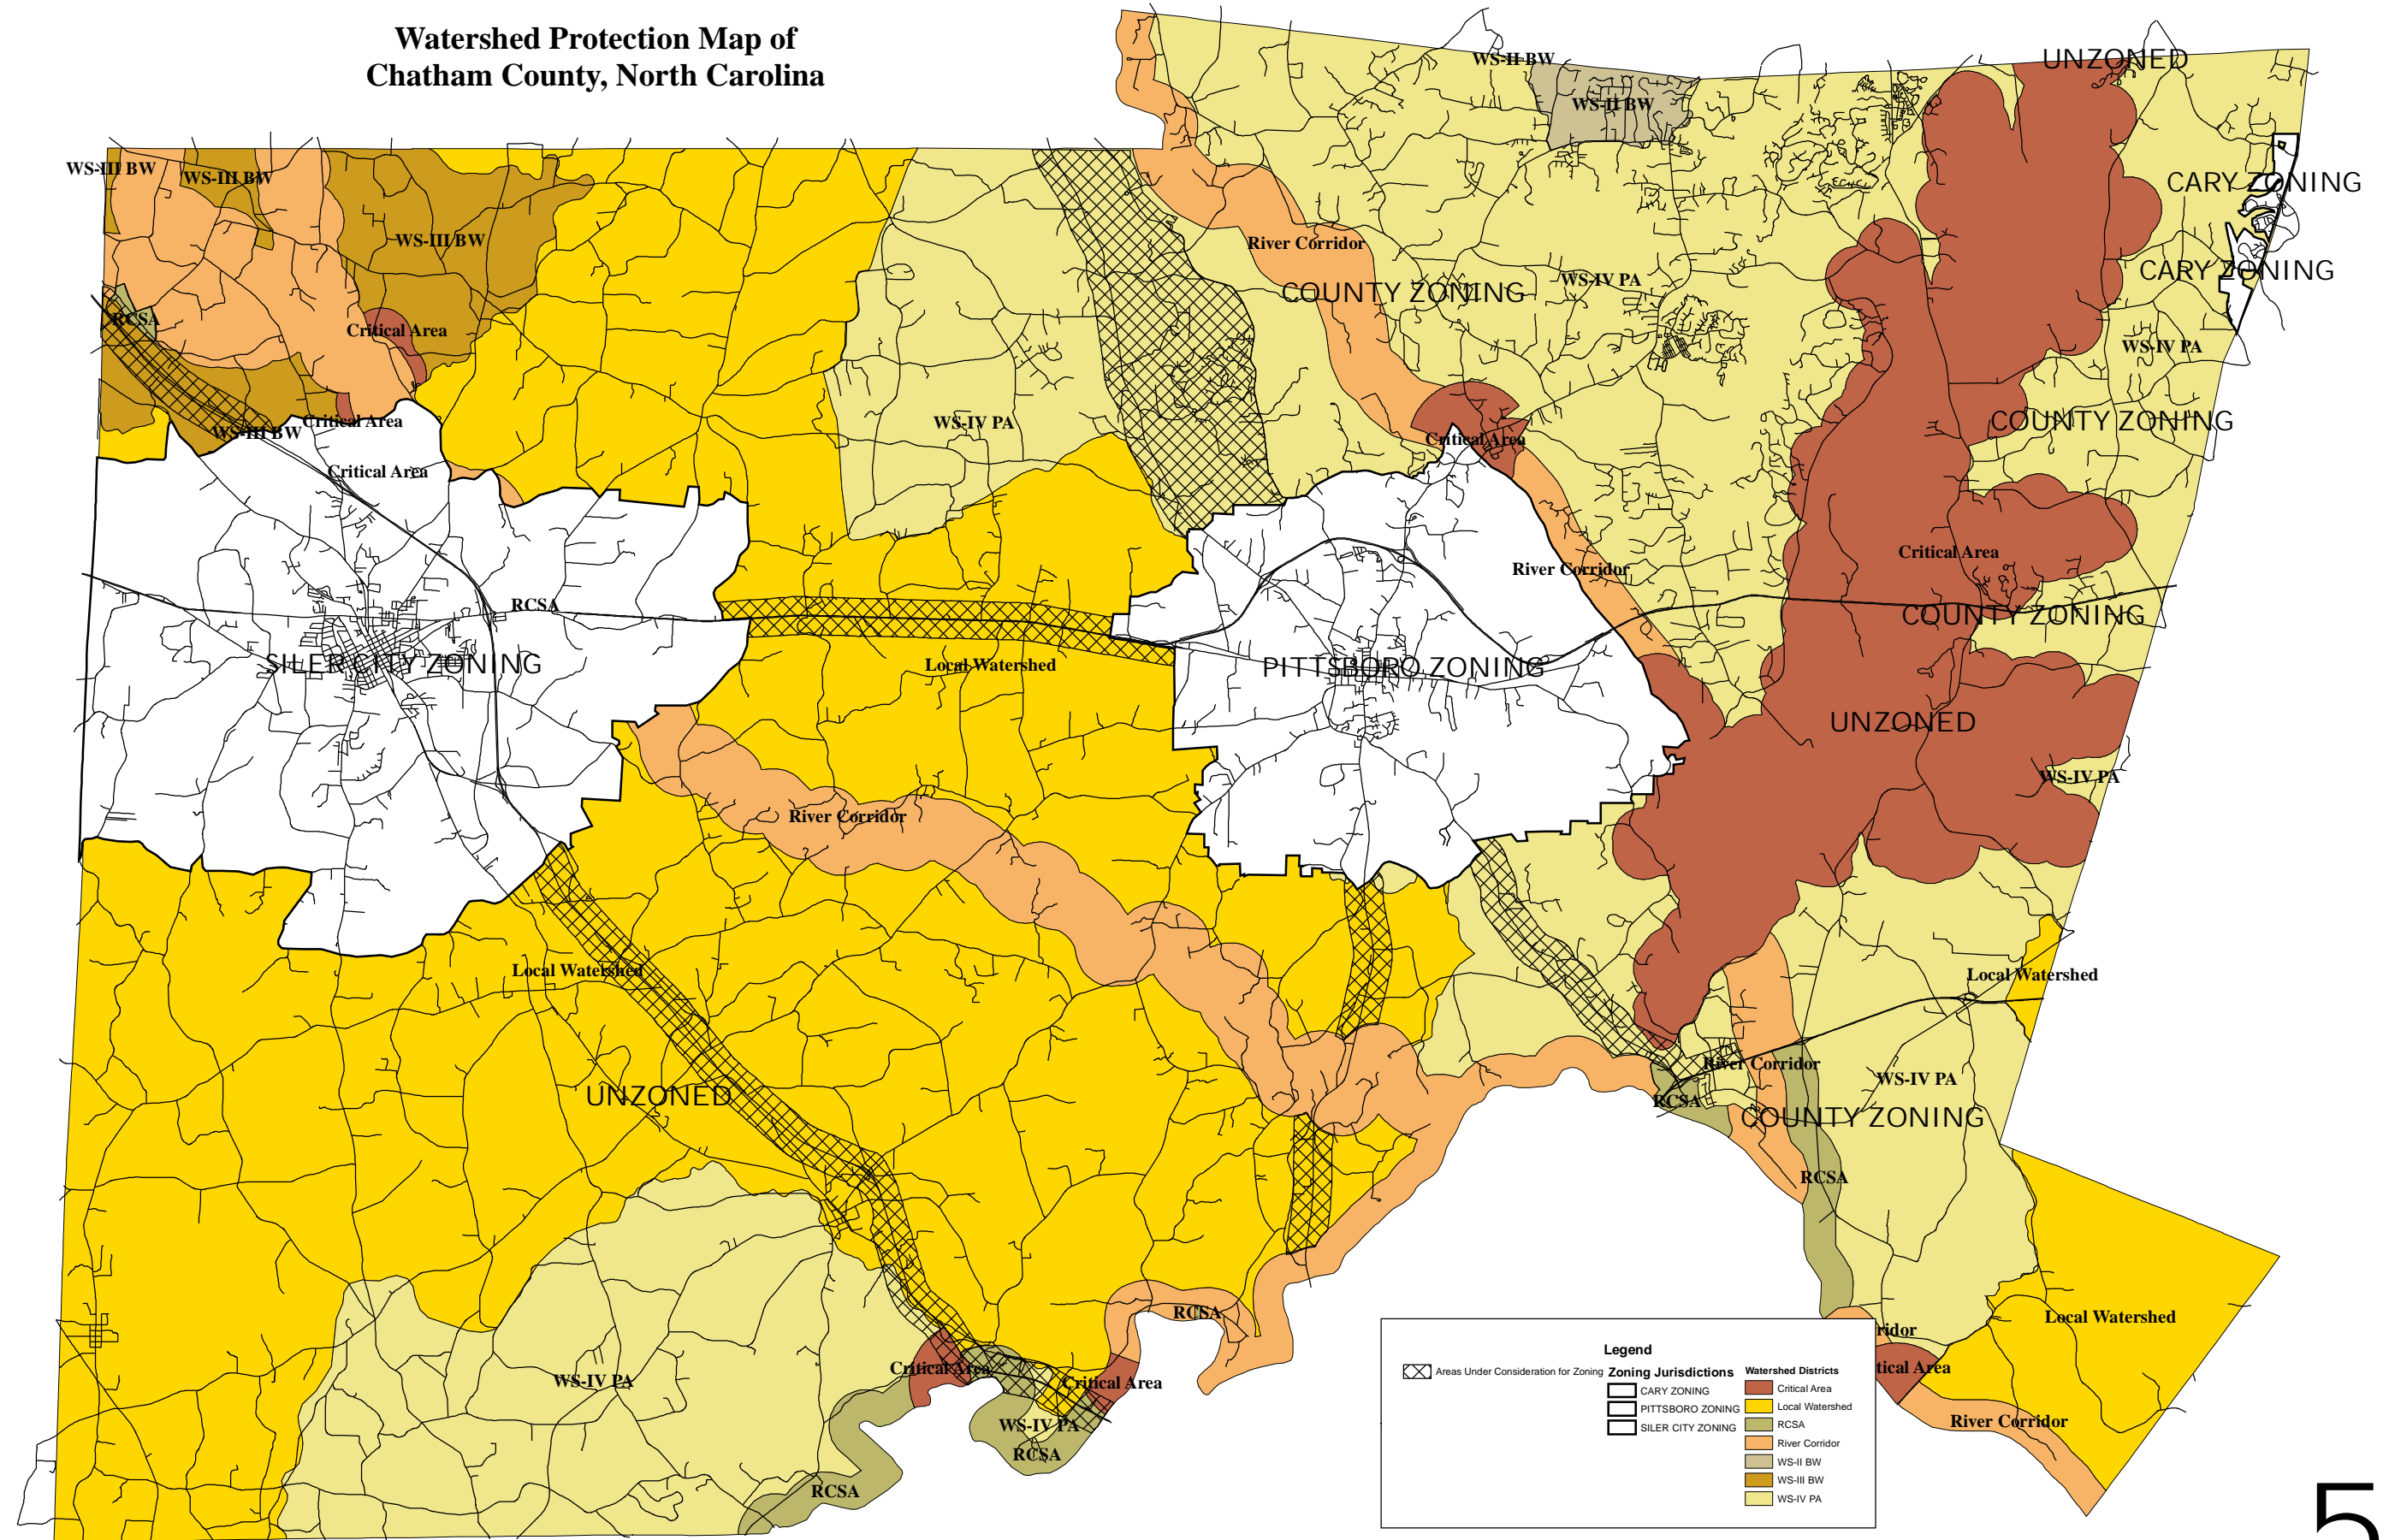 Watershed Protection Map of
Chatham County, North Carolina
WS-II BW
UNZONED
WS-II BW
WS-III BW
WS-III BW
CARY ZONING
WS-III BW
River Corridor
CARY ZONING
WS-IV PA
COUNTY ZONING
RCSA
Critical Area
WS-IV PA
Critical Area
WS-IV PA
COUNTY ZONING
WS-III BW
Critical Area
Critical Area
Critical Area
River Corridor
RCSA
COUNTY ZONING
SILER CITY ZONING
Local Watershed
PITTSBORO ZONING
UNZONED
WS-IV PA
River Corridor
Local Watershed
Local Watershed
River Corridor
WS-IV PA
UNZONED
RCSA
COUNTY ZONING
RCSA
RCSA
Local Watershed
ridor
Critical Area
tical Area
WS-IV PA
Critical Area
WS-IV PA
River Corridor
RCSA
RCSA
Legend
Areas Under Consideration for Zoning
Zoning Jurisdictions
CARY ZONING
PITTSBORO ZONING
SILER CITY ZONING
Watershed Districts
Critical Area
Local Watershed
RCSA
River Corridor
WS-II BW
WS-III BW
WS-IV PA
5